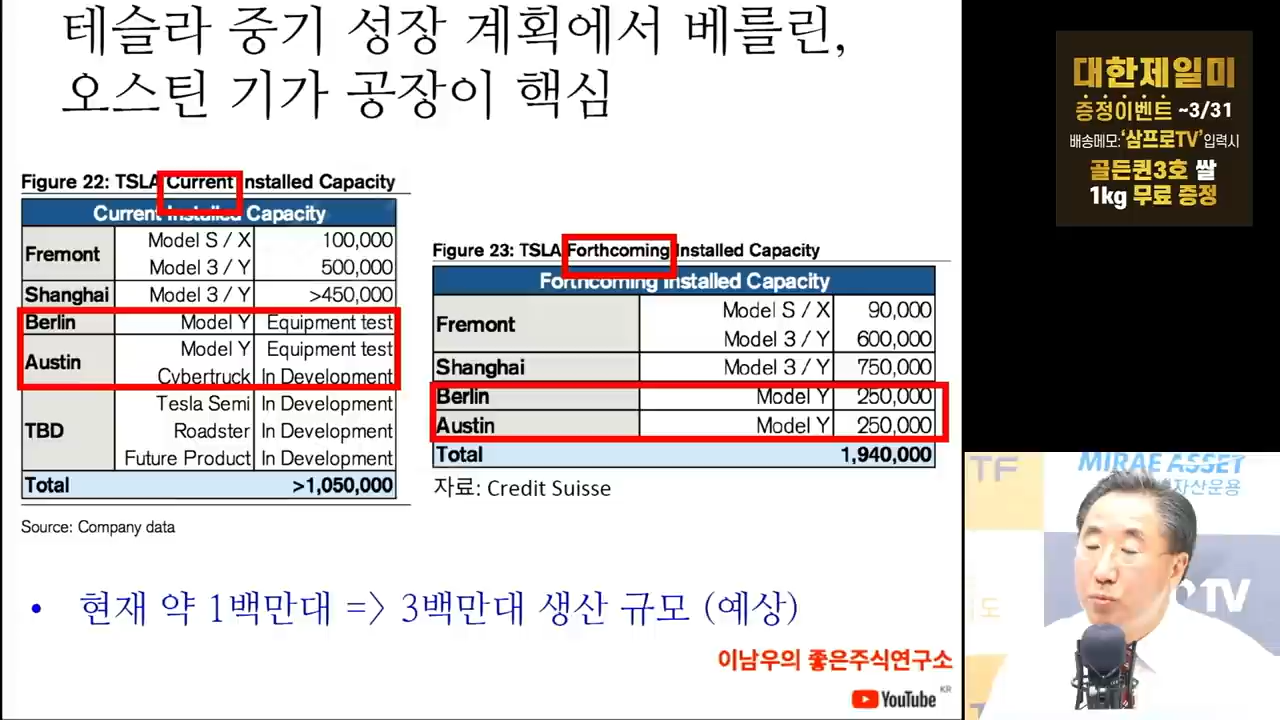 테슬라 중기 성장 계획에서 베를린,
오스틴 기가 공장이 핵심
Figure 22: TSLA Current Installed Capacity
Current Installed Capacity
Fremont Model S / X 100,000
Model 3 / Y 500,000
Shanghai Model 3 / Y >450,000
Berlin Model Y Equipment test
Austin Model Y Equipment test
Cybertruck In Development
TBD Tesla Semi In Development
Roadster In Development
Future Product In Development
Total >1,050,000
Source: Company data
Figure 23: TSLA Forthcoming Installed Capacity
Forthcoming Installed Capacity
Fremont Model S / X 90,000
Model 3 / Y 600,000
Shanghai Model 3 / Y 750,000
Berlin Model Y 250,000
Austin Model Y 250,000
Total 1,940,000
자료: Credit Suisse
• 현재 약 1백만대 => 3백만대 생산 규모 (예상)
이남우의 좋은주식연구소
YouTube KR
대한제일미
증정이벤트 ~3/31
배송메모:'삼프로TV'입력시
골든퀸3호 쌀
1kg 무료 증정
TF
MIRAE ASSET
자산운용
TV